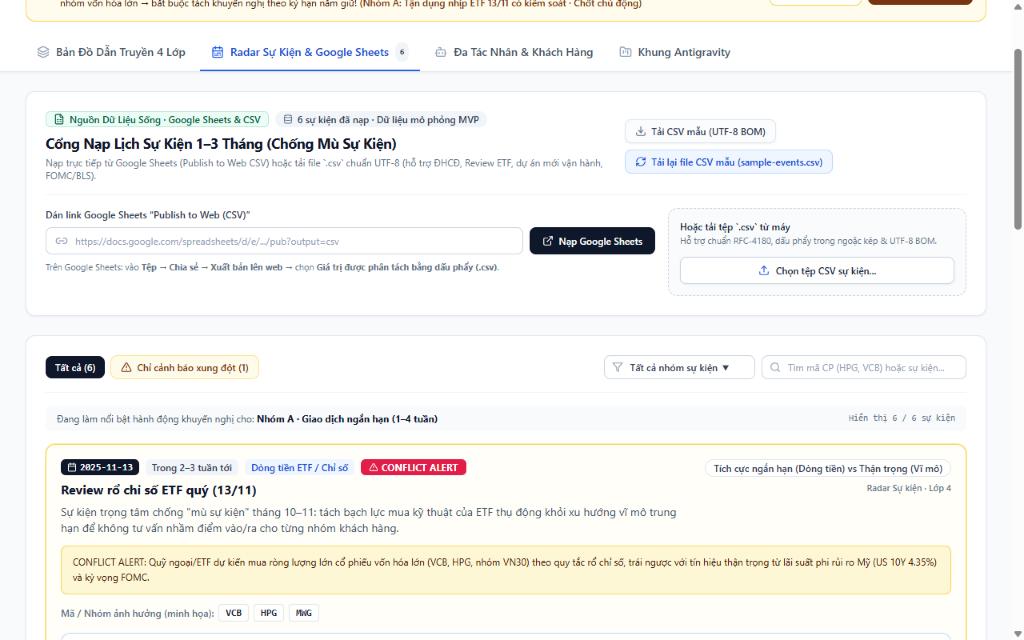 nhóm vốn hóa lớn → bắt buộc tách khuyến nghị theo kỳ hạn nắm giữ! (Nhóm A: Tận dụng nhịp ETF 13/11 có kiểm soát · Chốt chủ động)
Bản Đồ Dẫn Truyền 4 Lớp
Radar Sự Kiện & Google Sheets 6
Đa Tác Nhân & Khách Hàng
Khung Antigravity
Nguồn Dữ Liệu Sống · Google Sheets & CSV
6 sự kiện đã nạp · Dữ liệu mô phỏng MVP
Cổng Nạp Lịch Sự Kiện 1–3 Tháng (Chống Mù Sự Kiện)
Nạp trực tiếp từ Google Sheets (Publish to Web CSV) hoặc tải file `.csv` chuẩn UTF-8 (hỗ trợ ĐHCĐ, Review ETF, dự án mới vận hành,
FOMC/BLS).
Tải CSV mẫu (UTF-8 BOM)
Tải lại file CSV mẫu (sample-events.csv)
Dán link Google Sheets "Publish to Web (CSV)"
https://docs.google.com/spreadsheets/d/e/.../pub?output=csv
Nạp Google Sheets
Trên Google Sheets: vào Tệp → Chia sẻ → Xuất bản lên web → chọn Giá trị được phân tách bằng dấu phẩy (.csv).
Hoặc tải tệp `.csv` từ máy
Hỗ trợ chuẩn RFC-4180, dấu phẩy trong ngoặc kép & UTF-8 BOM.
Chọn tệp CSV sự kiện...
Tất cả (6)
Chỉ cảnh báo xung đột (1)
Tất cả nhóm sự kiện ▼
Tìm mã CP (HPG, VCB) hoặc sự kiện...
Đang làm nổi bật hành động khuyến nghị cho: Nhóm A · Giao dịch ngắn hạn (1–4 tuần)
Hiển thị 6 / 6 sự kiện
2025-11-13
Trong 2–3 tuần tới
Dòng tiền ETF / Chỉ số
CONFLICT ALERT
Tích cực ngắn hạn (Dòng tiền) vs Thận trọng (Vĩ mô)
Review rổ chỉ số ETF quý (13/11)
Radar Sự kiện · Lớp 4
Sự kiện trọng tâm chống "mù sự kiện" tháng 10–11: tách bạch lực mua kỹ thuật của ETF thụ động khỏi xu hướng vĩ mô trung
hạn để không tư vấn nhầm điểm vào/ra cho từng nhóm khách hàng.
CONFLICT ALERT: Quỹ ngoại/ETF dự kiến mua ròng lượng lớn cổ phiếu vốn hóa lớn (VCB, HPG, nhóm VN30) theo quy tắc rổ chỉ số, trái ngược với tín hiệu thận trọng từ lãi suất phi rủi ro Mỹ (US 10Y 4.35%)
và kỳ vọng FOMC.
Mã / Nhóm ảnh hưởng (minh họa): VCB HPG MWG